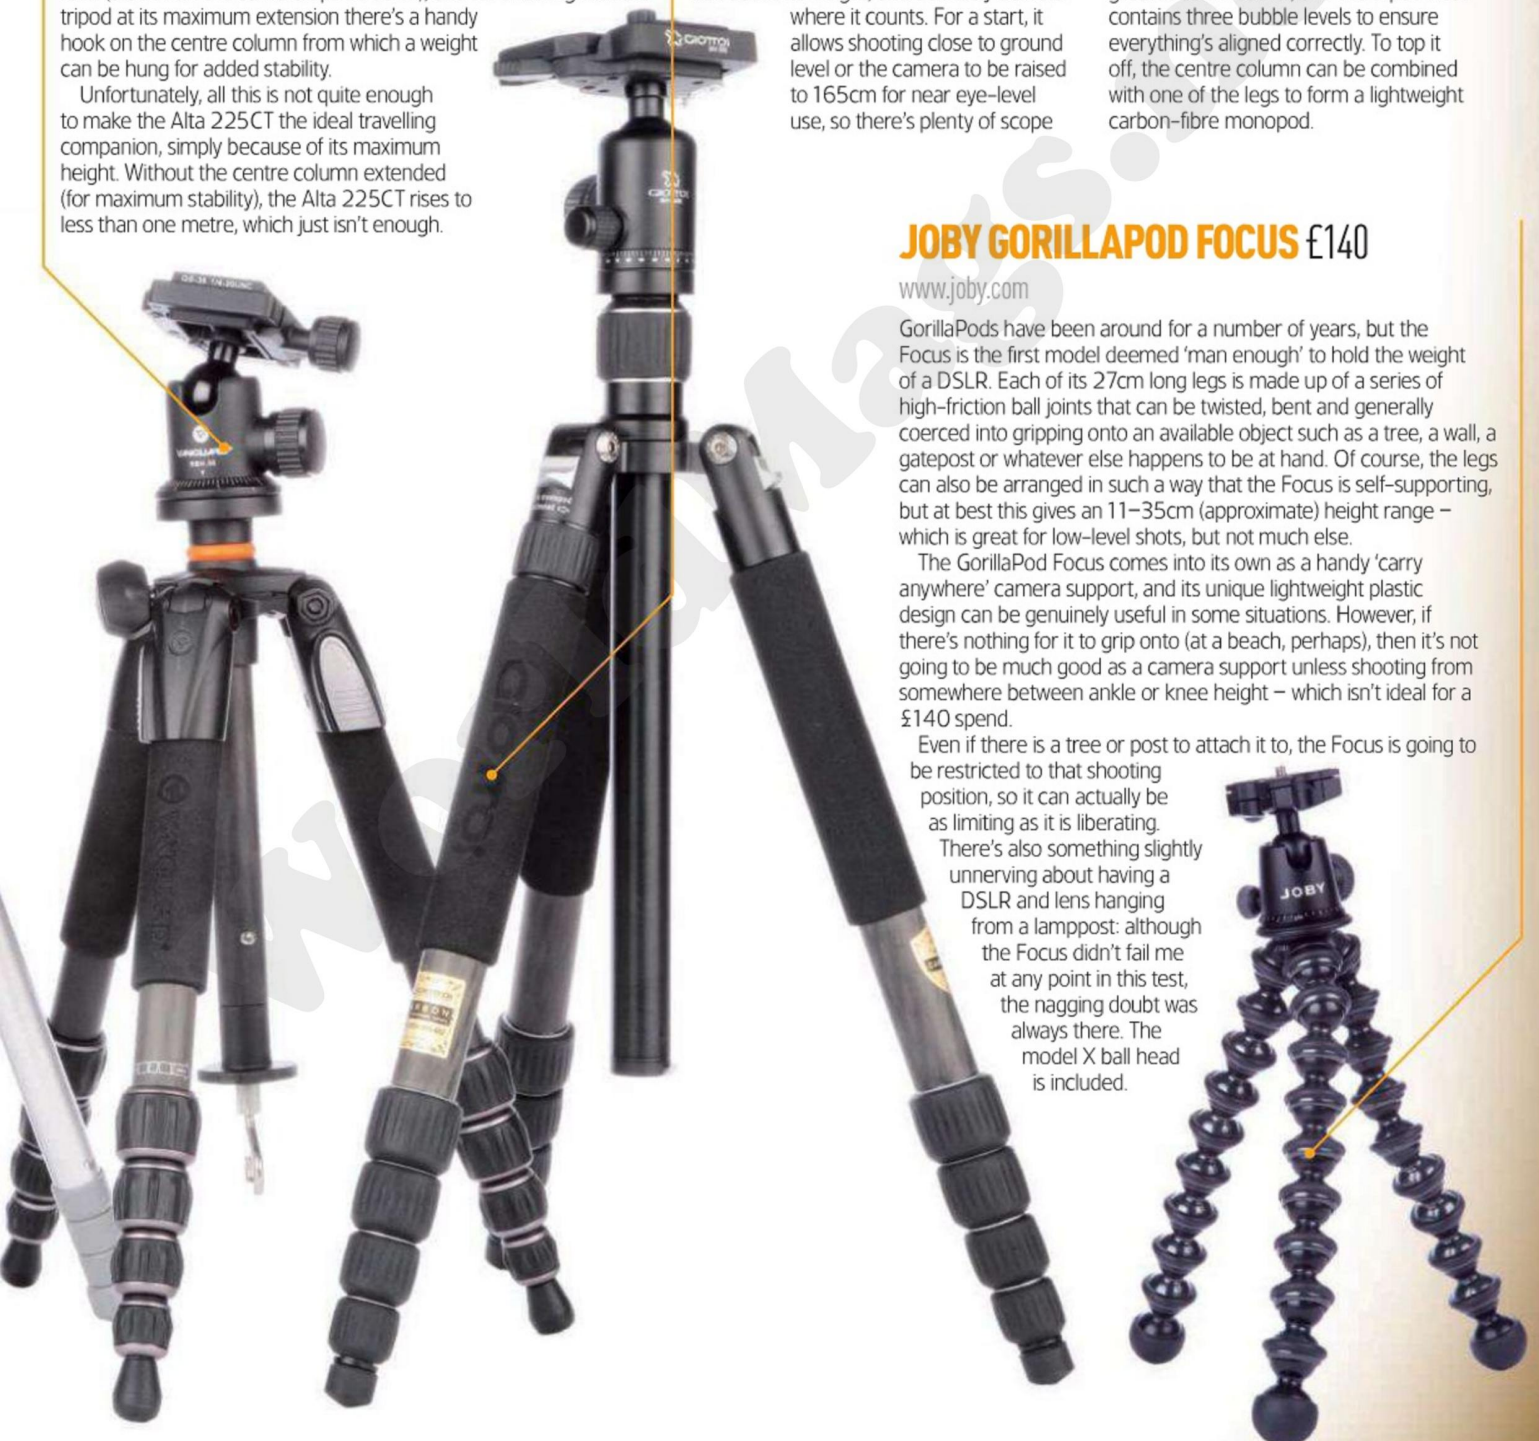 tripod at its maximum extension there's a handy
hook on the centre column from which a weight
can be hung for added stability.
Unfortunately, all this is not quite enough
to make the Alta 225CT the ideal travelling
companion, simply because of its maximum
height. Without the centre column extended
(for maximum stability), the Alta 225CT rises to
less than one metre, which just isn't enough.
where it counts. For a start, it
allows shooting close to ground
level or the camera to be raised
to 165cm for near eye-level
use, so there's plenty of scope
contains three bubble levels to ensure
everything's aligned correctly. To top it
off, the centre column can be combined
with one of the legs to form a lightweight
carbon-fibre monopod.
JOBY GORILLAPOD FOCUS £140
www.joby.com
GorillaPods have been around for a number of years, but the
Focus is the first model deemed 'man enough' to hold the weight
of a DSLR. Each of its 27cm long legs is made up of a series of
high-friction ball joints that can be twisted, bent and generally
coerced into gripping onto an available object such as a tree, a wall, a
gatepost or whatever else happens to be at hand. Of course, the legs
can also be arranged in such a way that the Focus is self-supporting,
but at best this gives an 11–35cm (approximate) height range –
which is great for low-level shots, but not much else.
The GorillaPod Focus comes into its own as a handy 'carry
anywhere' camera support, and its unique lightweight plastic
design can be genuinely useful in some situations. However, if
there's nothing for it to grip onto (at a beach, perhaps), then it's not
going to be much good as a camera support unless shooting from
somewhere between ankle or knee height – which isn't ideal for a
£140 spend.
Even if there is a tree or post to attach it to, the Focus is going to
be restricted to that shooting
position, so it can actually be
as limiting as it is liberating.
There's also something slightly
unnerving about having a
DSLR and lens hanging
from a lamppost: although
the Focus didn't fail me
at any point in this test,
the nagging doubt was
always there. The
model X ball head
is included.
GIOTTOS
VANGUARD
JOBY